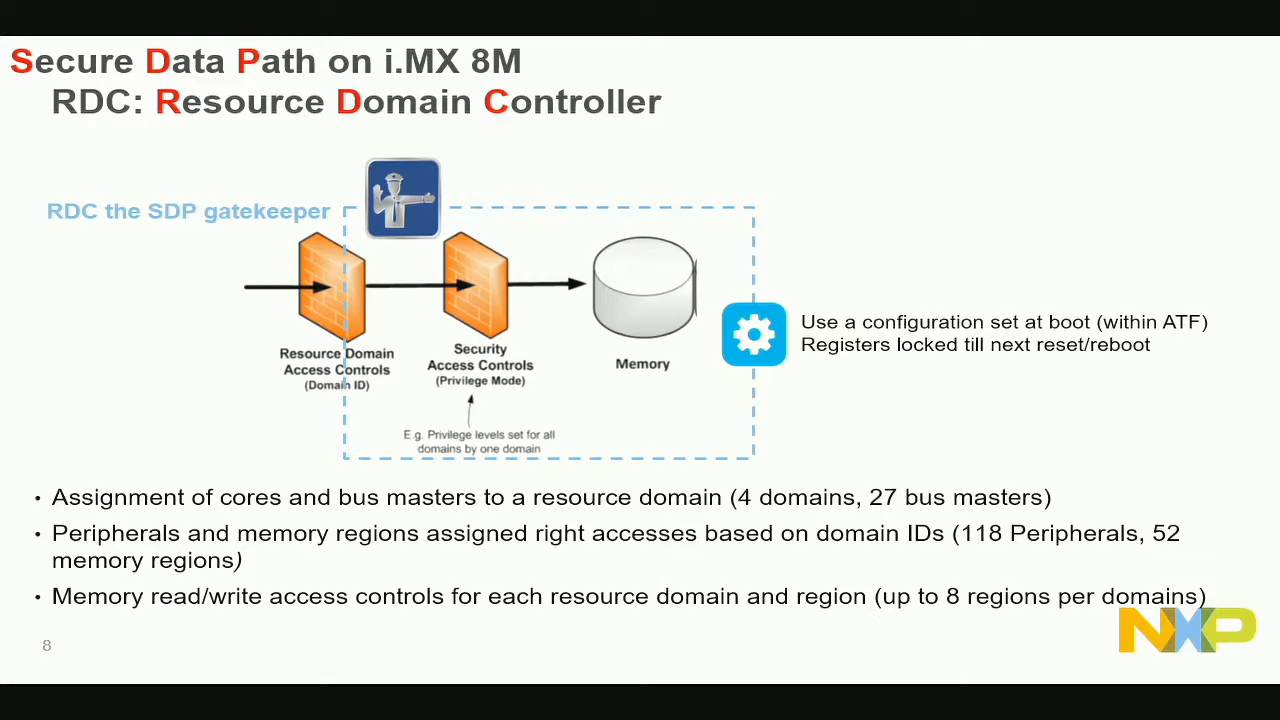 Secure Data Path on i.MX 8M
RDC: Resource Domain Controller
RDC the SDP gatekeeper
Resource Domain
Access Controls
(Domain ID)
Security
Access Controls
(Privilege Mode)
Memory
E.g. Privilege levels set for all
domains by one domain
Use a configuration set at boot (within ATF)
Registers locked till next reset/reboot
• Assignment of cores and bus masters to a resource domain (4 domains, 27 bus masters)
• Peripherals and memory regions assigned right accesses based on domain IDs (118 Peripherals, 52
memory regions)
• Memory read/write access controls for each resource domain and region (up to 8 regions per domains)
8
NXP